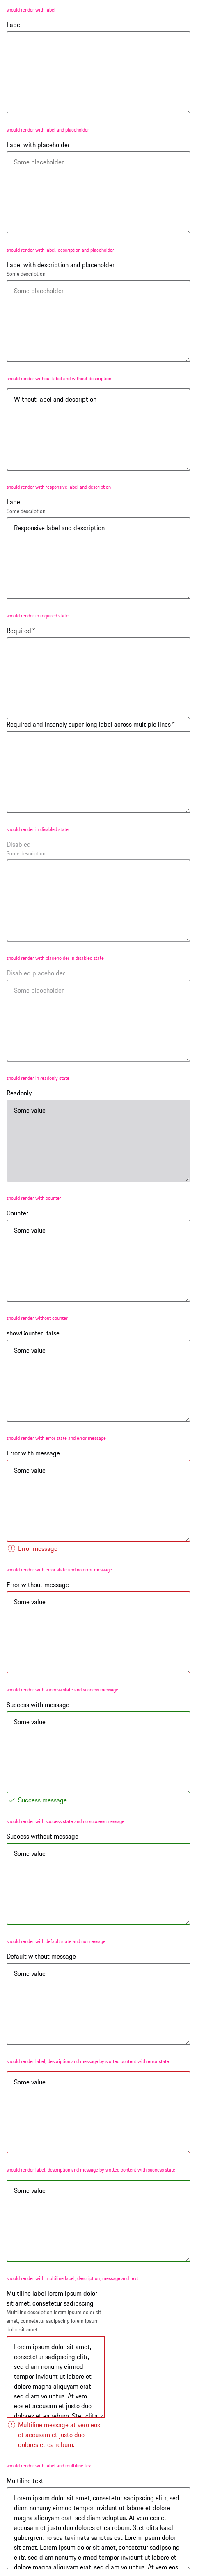 should render with label
Label
should render with label and placeholder
Label with placeholder
Some placeholder
should render with label, description and placeholder
Label with description and placeholder
Some description
Some placeholder
should render without label and without description
Without label and description
should render with responsive label and description
Label
Some description
Responsive label and description
should render in required state
Required *
Required and insanely super long label across multiple lines *
should render in disabled state
Disabled
Some description
should render with placeholder in disabled state
Disabled placeholder
Some placeholder
should render in readonly state
Readonly
Some value
should render with counter
Counter
Some value
should render without counter
showCounter=false
Some value
should render with error state and error message
Error with message
Some value
Error message
should render with error state and no error message
Error without message
Some value
should render with success state and success message
Success with message
Some value
Success message
should render with success state and no success message
Success without message
Some value
should render with default state and no message
Default without message
Some value
should render label, description and message by slotted content with error state
Some value
should render label, description and message by slotted content with success state
Some value
should render with multiline label, description, message and text
Multiline label lorem ipsum dolor
sit amet, consetetur sadipscing
Multiline description lorem ipsum dolor sit
amet, consetetur sadipscing lorem ipsum
dolor sit amet
Lorem ipsum dolor sit amet,
consetetur sadipscing elitr,
sed diam nonumy eirmod
tempor invidunt ut labore et
dolore magna aliquyam erat,
sed diam voluptua. At vero
eos et accusam et justo duo
dolores et ea rebum. Stet clita
Multiline message at vero eos
et accusam et justo duo
dolores et ea rebum.
should render with label and multiline text
Multiline text
Lorem ipsum dolor sit amet, consetetur sadipscing elitr, sed
diam nonumy eirmod tempor invidunt ut labore et dolore
magna aliquyam erat, sed diam voluptua. At vero eos et
accusam et justo duo dolores et ea rebum. Stet clita kasd
gubergren, no sea takimata sanctus est Lorem ipsum dolor
sit amet. Lorem ipsum dolor sit amet, consetetur sadipscing
elitr, sed diam nonumy eirmod tempor invidunt ut labore et
dolore magna aliquyam erat, sed diam voluptua. At vero eos